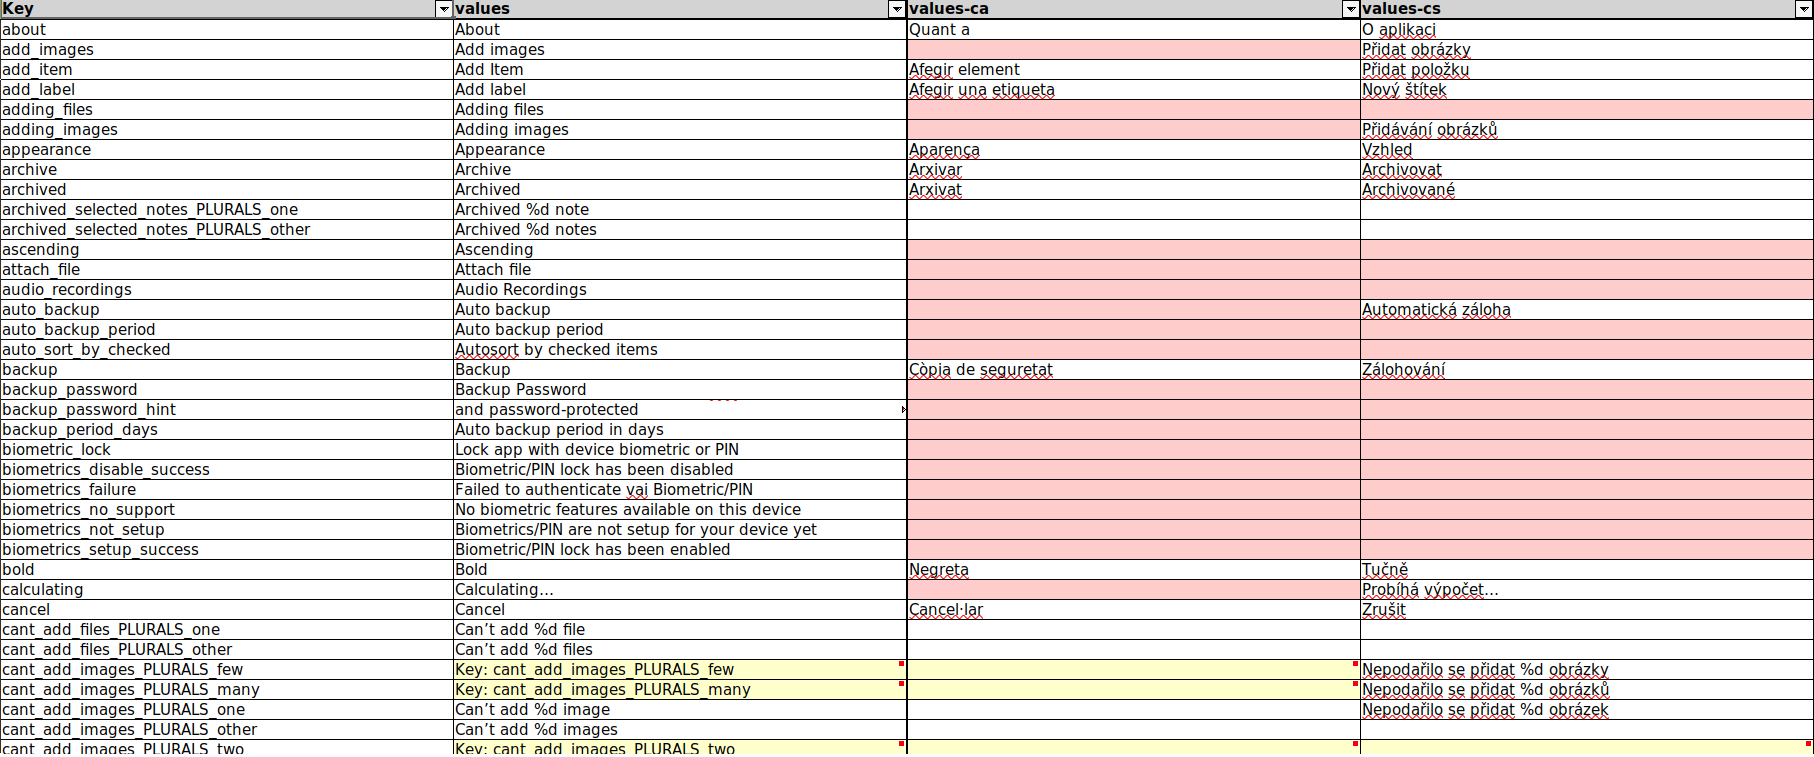 Key values values-ca values-cs
about About Quant a O aplikaci
add_images Add images Přidat obrázky
add_item Add Item Afegir element Přidat položku
add_label Add label Afegir una etiqueta Nový štítek
adding_files Adding files
adding_images Adding images Přidávání obrázků
appearance Appearance Aparença Vzhled
archive Archive Arxivar Archivovat
archived Archived Arxivat Archivované
archived_selected_notes_PLURALS_one Archived %d note
archived_selected_notes_PLURALS_other Archived %d notes
ascending Ascending
attach_file Attach file
audio_recordings Audio Recordings
auto_backup Auto backup Automatická záloha
auto_backup_period Auto backup period
auto_sort_by_checked Autosort by checked items
backup Backup Còpia de seguretat Zálohování
backup_password Backup Password
backup_password_hint and password-protected
backup_period_days Auto backup period in days
biometric_lock Lock app with device biometric or PIN
biometrics_disable_success Biometric/PIN lock has been disabled
biometrics_failure Failed to authenticate vai Biometric/PIN
biometrics_no_support No biometric features available on this device
biometrics_not_setup Biometrics/PIN are not setup for your device yet
biometrics_setup_success Biometric/PIN lock has been enabled
bold Bold Negreta Tučně
calculating Calculating… Probíhá výpočet…
cancel Cancel Cancel·lar Zrušit
cant_add_files_PLURALS_one Can’t add %d file
cant_add_files_PLURALS_other Can’t add %d files
cant_add_images_PLURALS_few Key: cant_add_images_PLURALS_few Nepodařilo se přidat %d obrázky
cant_add_images_PLURALS_many Key: cant_add_images_PLURALS_many Nepodařilo se přidat %d obrázků
cant_add_images_PLURALS_one Can’t add %d image Nepodařilo se přidat %d obrázek
cant_add_images_PLURALS_other Can’t add %d images
cant_add_images_PLURALS_two Key: cant_add_images_PLURALS_two